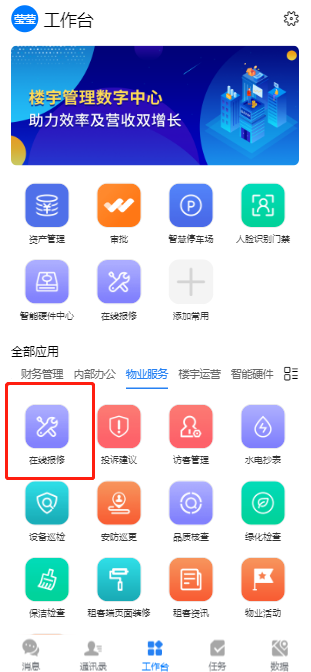 莹莹 工作台
楼宇管理数字中心
助力效率及营收双增长
资产管理 审批 智慧停车场 人脸识别门禁
智能硬件中心 在线报修 添加常用
全部应用
财务管理 内部办公 物业服务 楼宇运营 智能硬件
在线报修 投诉建议 访客管理 水电抄表
设备巡检 安防巡更 品质核查 绿化检查
保洁检查 租客端页面装修 租客资讯 物业活动
消息 通讯录 工作台 任务 数据